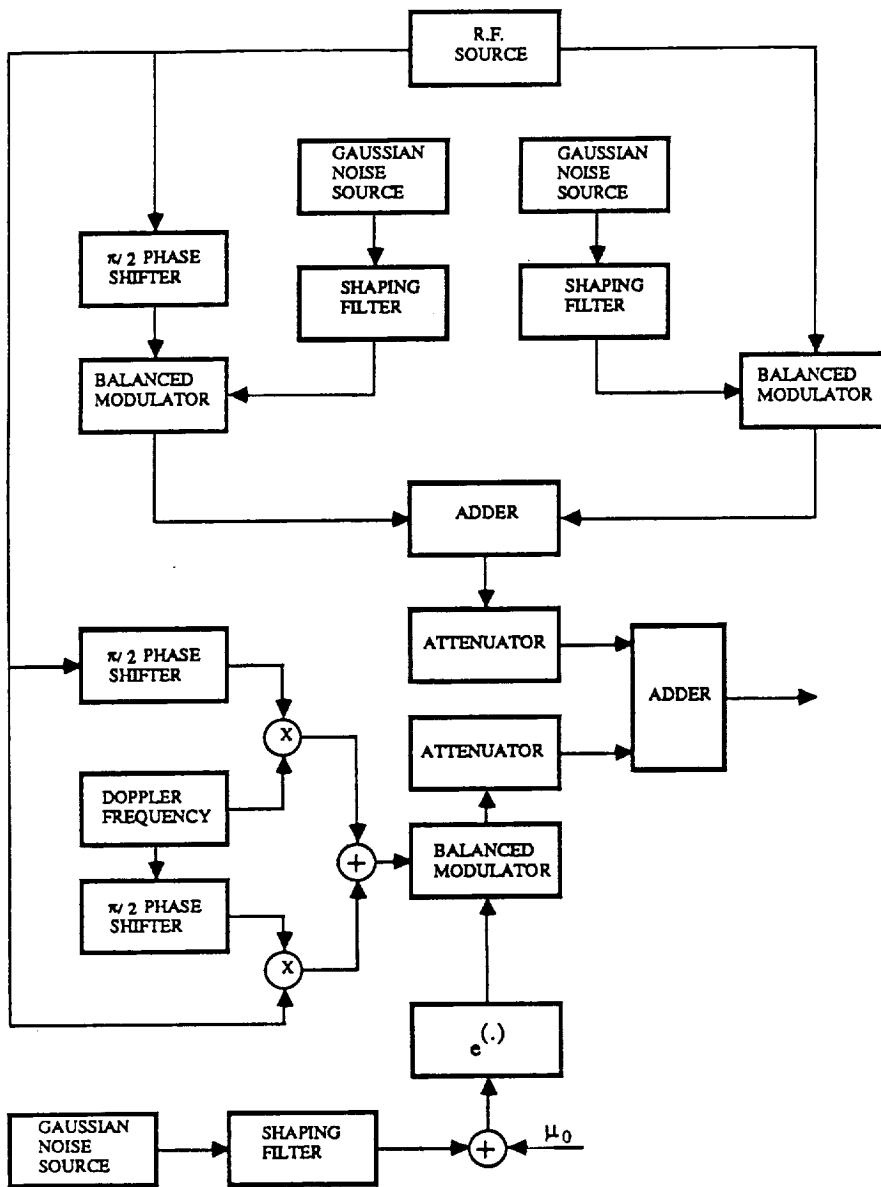 R.F.
SOURCE
GAUSSIAN
NOISE
SOURCE
GAUSSIAN
NOISE
SOURCE
π/2 PHASE
SHIFTER
SHAPING
FILTER
SHAPING
FILTER
BALANCED
MODULATOR
BALANCED
MODULATOR
ADDER
ATTENUATOR
π/2 PHASE
SHIFTER
ADDER
X
ATTENUATOR
DOPPLER
FREQUENCY
+
BALANCED
MODULATOR
π/2 PHASE
SHIFTER
X
e(.)
GAUSSIAN
NOISE
SOURCE
SHAPING
FILTER
+
μ0